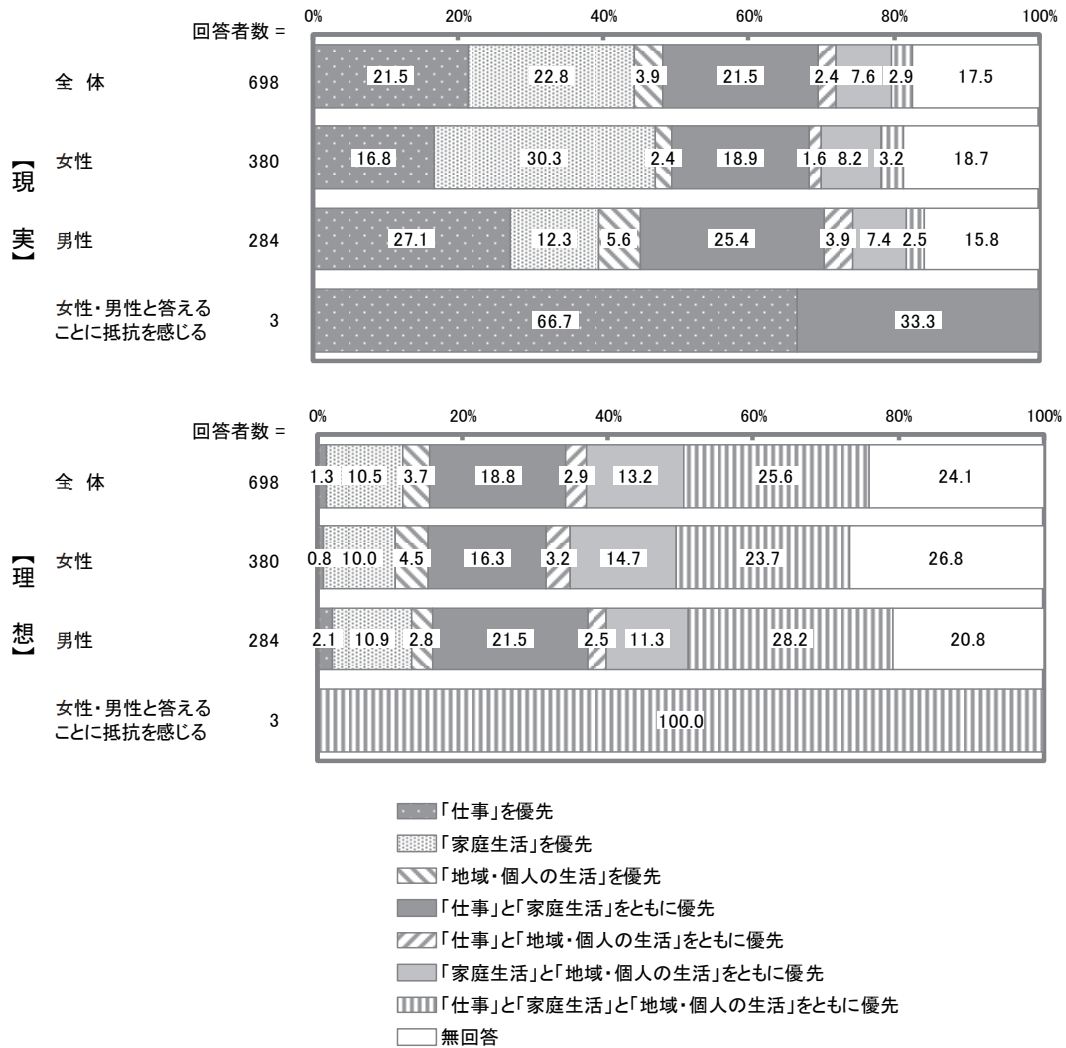 0% 20% 40% 60% 80% 100%
回答者数 =
全 体 698 21.5 22.8 3.9 21.5 2.4 7.6 2.9 17.5
女性 380 16.8 30.3 2.4 18.9 1.6 8.2 3.2 18.7
【現実】
男性 284 27.1 12.3 5.6 25.4 3.9 7.4 2.5 15.8
女性・男性と答える
ことに抵抗を感じる 3 66.7 33.3
0% 20% 40% 60% 80% 100%
回答者数 =
全 体 698 1.3 10.5 3.7 18.8 2.9 13.2 25.6 24.1
女性 380 0.8 10.0 4.5 16.3 3.2 14.7 23.7 26.8
【理想】
男性 284 2.1 10.9 2.8 21.5 2.5 11.3 28.2 20.8
女性・男性と答える
ことに抵抗を感じる 3 100.0
「仕事」を優先
「家庭生活」を優先
「地域・個人の生活」を優先
「仕事」と「家庭生活」をともに優先
「仕事」と「地域・個人の生活」をともに優先
「家庭生活」と「地域・個人の生活」をともに優先
「仕事」と「家庭生活」と「地域・個人の生活」をともに優先
無回答